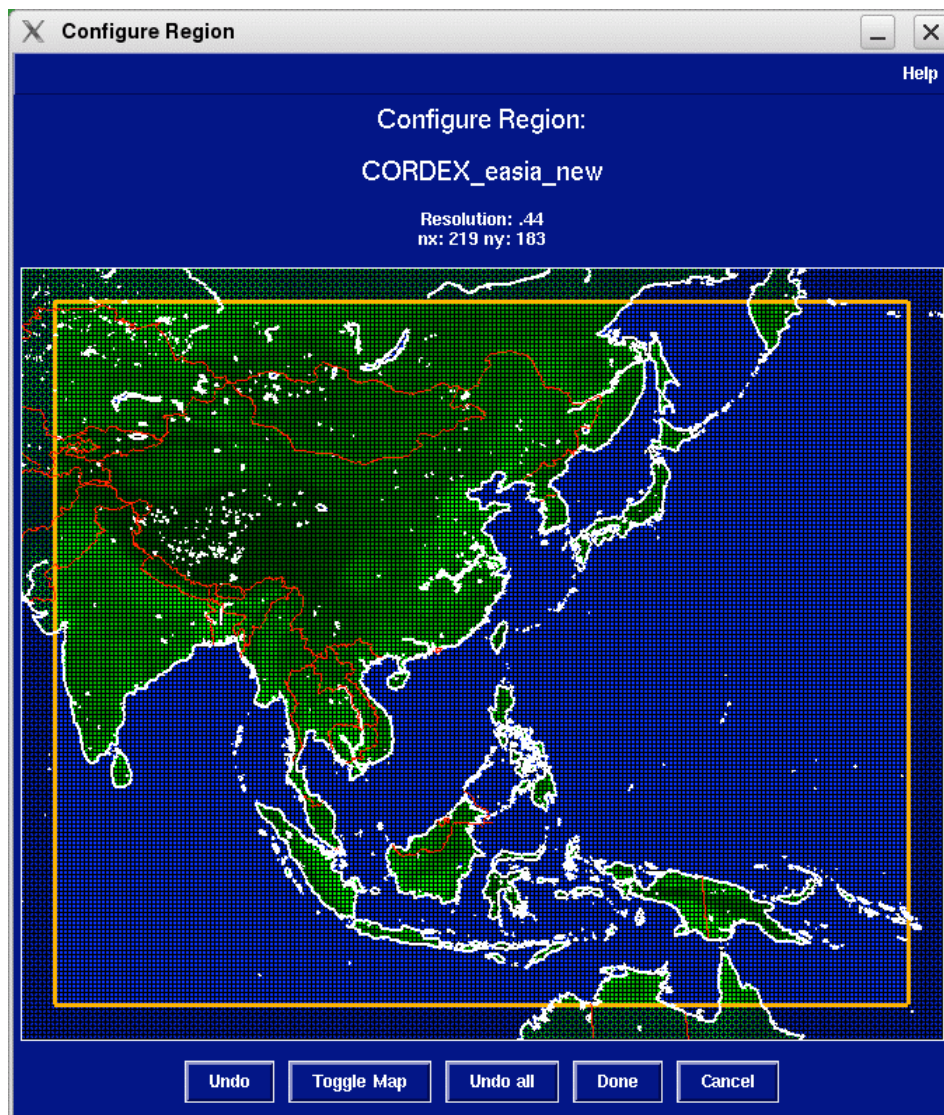 Configure Region
Help
Configure Region:
CORDEX_easia_new
Resolution: .44
nx: 219 ny: 183
Undo
Toggle Map
Undo all
Done
Cancel